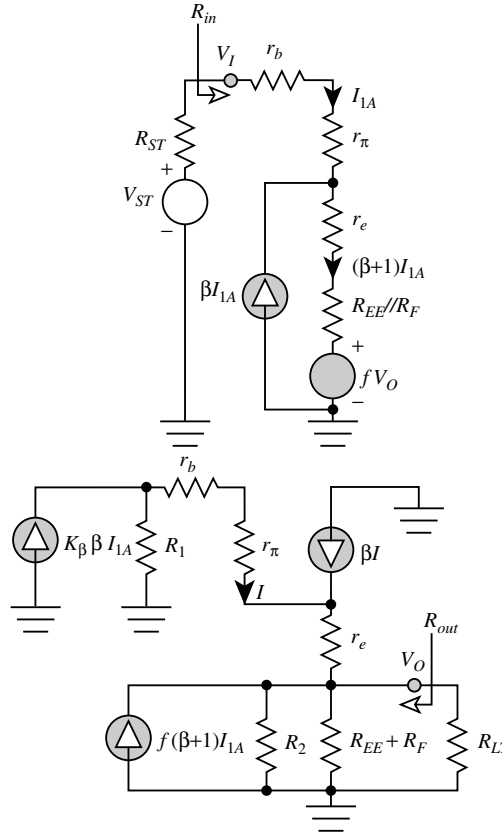 R_in
V_I
r_b
I_1A
R_ST
r_π
+
V_ST
−
r_e
(β+1)I_1A
βI_1A
R_EE//R_F
+
fV_O
−
r_b
K_β β I_1A
R_1
r_π
βI
I
r_e
R_out
V_O
f(β+1)I_1A
R_2
R_EE + R_F